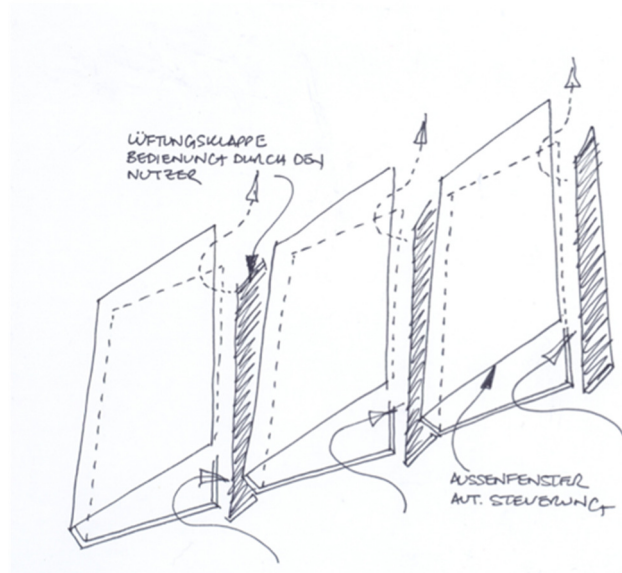 LÜFTUNGSKLAPPE
BEDIENUNG DURCH DEN
NUTZER
AUSSENFENSTER
AUT. STEUERUNG